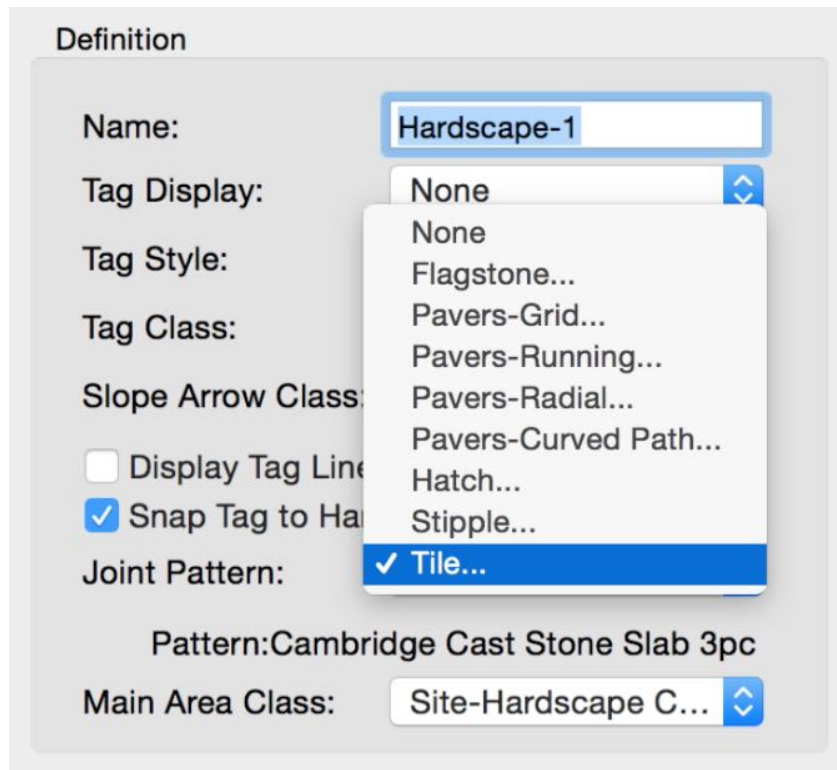 Definition
Name: Hardscape-1
Tag Display: None
None
Tag Style:
Flagstone...
Pavers-Grid...
Tag Class:
Pavers-Running...
Slope Arrow Class:
Pavers-Radial...
Pavers-Curved Path...
Display Tag Line
Hatch...
Snap Tag to Ha
Stipple...
Joint Pattern: ✓ Tile...
Pattern:Cambridge Cast Stone Slab 3pc
Main Area Class: Site-Hardscape C...